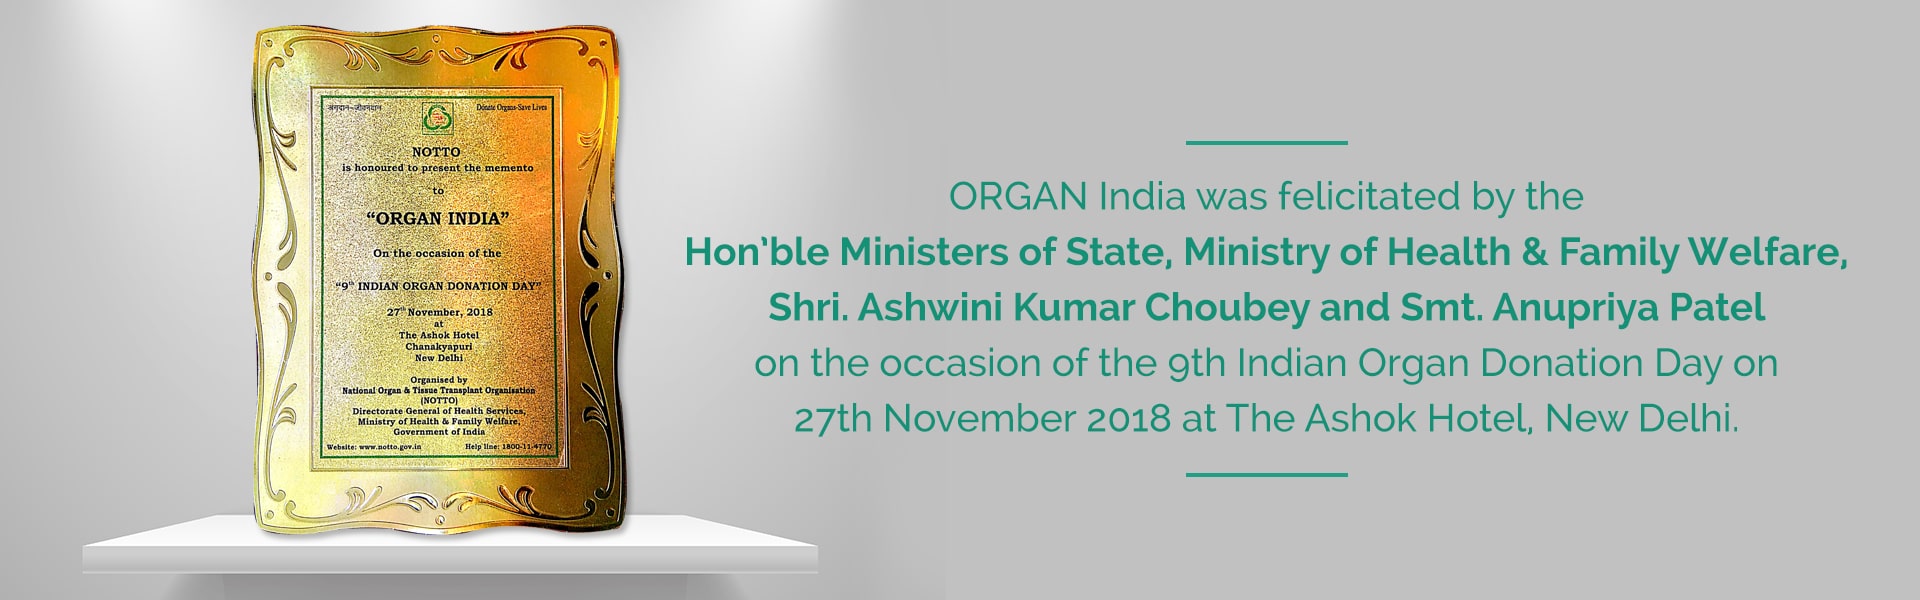 अंगदान-जीवनदान
Donate Organs-Save Lives
NOTTO
is honoured to present the memento
to
“ORGAN INDIA”
On the occasion of the
“9th INDIAN ORGAN DONATION DAY”
27th November, 2018
at
The Ashok Hotel
Chanakyapuri
New Delhi
Organised by
National Organ & Tissue Transplant Organisation
(NOTTO)
Directorate General of Health Services,
Ministry of Health & Family Welfare,
Government of India
Website: www.notto.gov.in Help line: 1800-11-4770
ORGAN India was felicitated by the
Hon’ble Ministers of State, Ministry of Health & Family Welfare,
Shri. Ashwini Kumar Choubey and Smt. Anupriya Patel
on the occasion of the 9th Indian Organ Donation Day on
27th November 2018 at The Ashok Hotel, New Delhi.